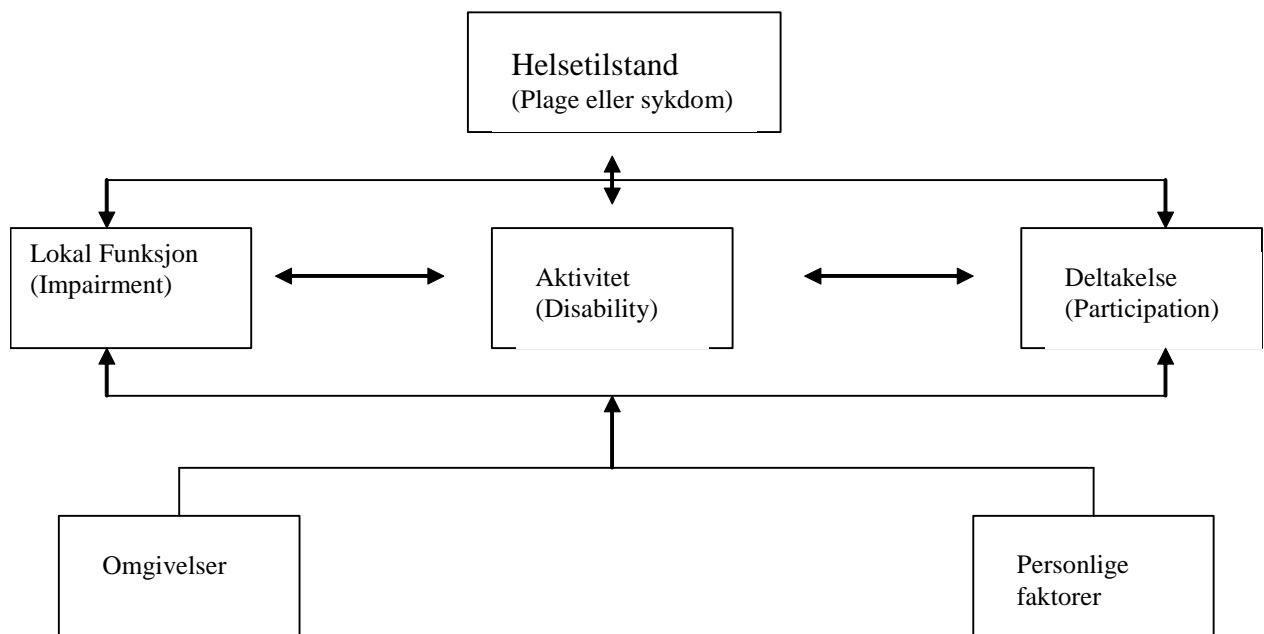 Helsetilstand
(Plage eller sykdom)
Lokal Funksjon
(Impairment)
Aktivitet
(Disability)
Deltakelse
(Participation)
Omgivelser
Personlige
faktorer